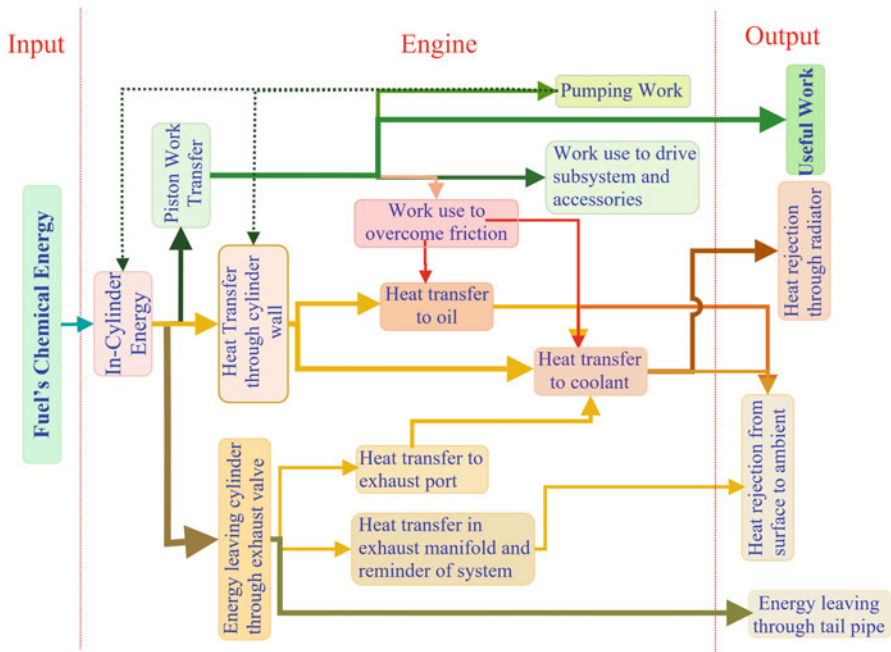 Input
Engine
Output
Fuel's Chemical Energy
In-Cylinder
Energy
Piston Work
Transfer
Heat Transfer
through cylinder
wall
Energy leaving cylinder
through exhaust valve
Pumping Work
Work use to drive
subsystem and
accessories
Work use to
overcome friction
Heat transfer
to oil
Heat transfer
to coolant
Heat transfer to
exhaust port
Heat transfer in
exhaust manifold and
reminder of system
Useful Work
Heat rejection
through radiator
Heat rejection from
surface to ambient
Energy leaving
through tail pipe